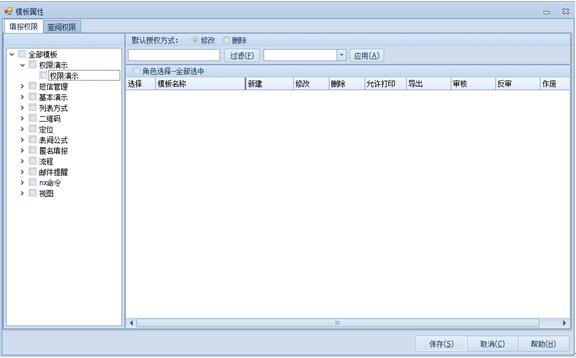 模板属性
填报权限 查阅权限
全部模板
权限演示
权限演示
短信管理
基本演示
列表方式
二维码
定位
表间公式
匿名填报
流程
邮件提醒
nx命令
视图
默认授权方式： 修改 删除
过滤(F) 应用(A)
角色选择--全部选中
选择 模板名称 新建 修改 删除 允许打印 导出 审核 反审 作废
保存(S) 取消(C) 帮助(H)